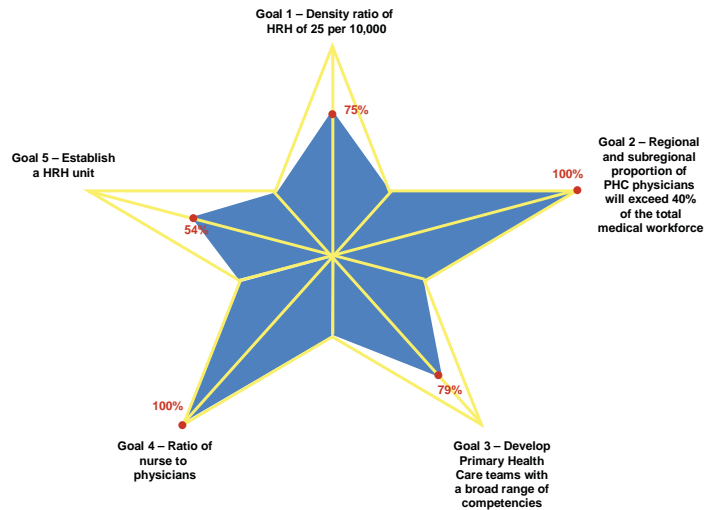 Goal 1 – Density ratio of
HRH of 25 per 10,000
75%
Goal 2 – Regional
and subregional
proportion of
PHC physicians
will exceed 40%
of the total
medical workforce
100%
Goal 5 – Establish
a HRH unit
54%
79%
100%
Goal 4 – Ratio of
nurse to
physicians
Goal 3 – Develop
Primary Health
Care teams with
a broad range of
competencies